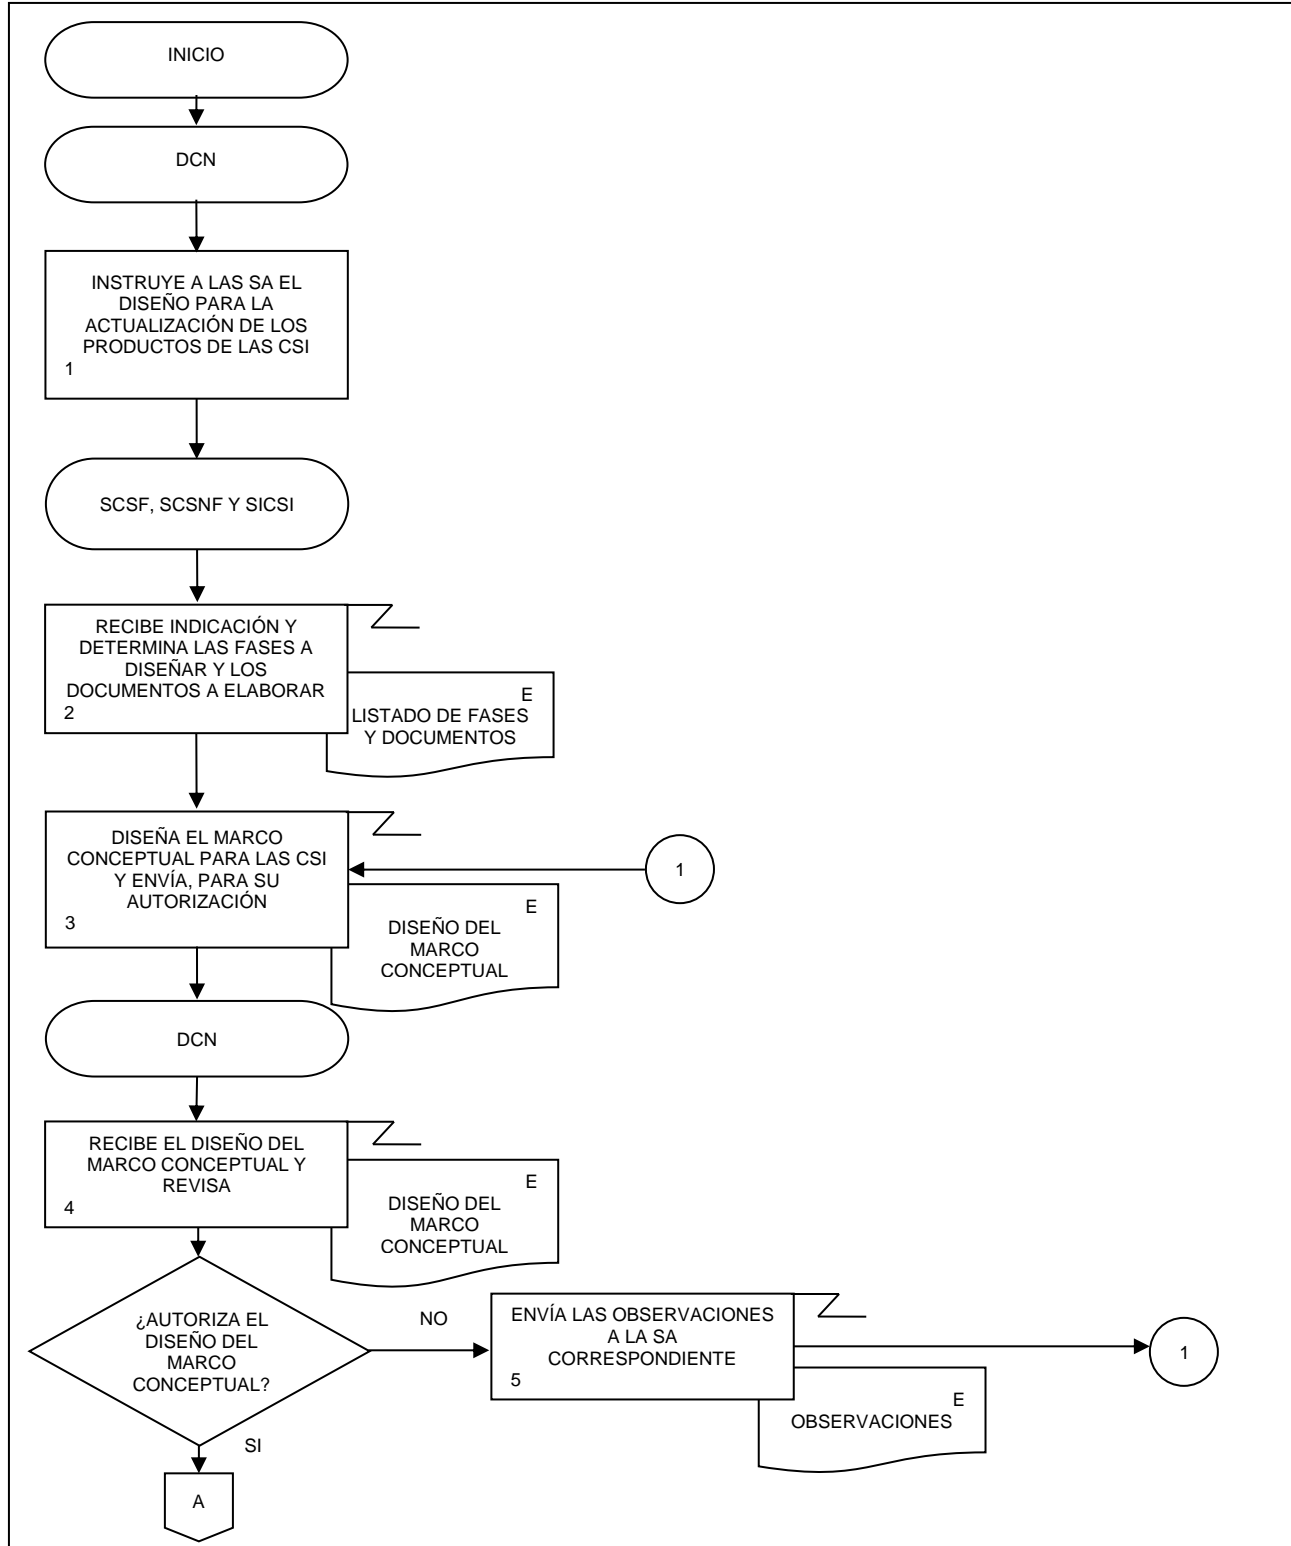 INICIO
DCN
INSTRUYE A LAS SA EL
DISEÑO PARA LA
ACTUALIZACIÓN DE LOS
PRODUCTOS DE LAS CSI
1
SCSF, SCSNF Y SICSI
RECIBE INDICACIÓN Y
DETERMINA LAS FASES A
DISEÑAR Y LOS
DOCUMENTOS A ELABORAR
2
E
LISTADO DE FASES
Y DOCUMENTOS
DISEÑA EL MARCO
CONCEPTUAL PARA LAS CSI
Y ENVÍA, PARA SU
AUTORIZACIÓN
3
1
E
DISEÑO DEL
MARCO
CONCEPTUAL
DCN
RECIBE EL DISEÑO DEL
MARCO CONCEPTUAL Y
REVISA
4
E
DISEÑO DEL
MARCO
CONCEPTUAL
¿AUTORIZA EL
DISEÑO DEL
MARCO
CONCEPTUAL?
NO
ENVÍA LAS OBSERVACIONES
A LA SA
CORRESPONDIENTE
5
1
E
OBSERVACIONES
SI
A